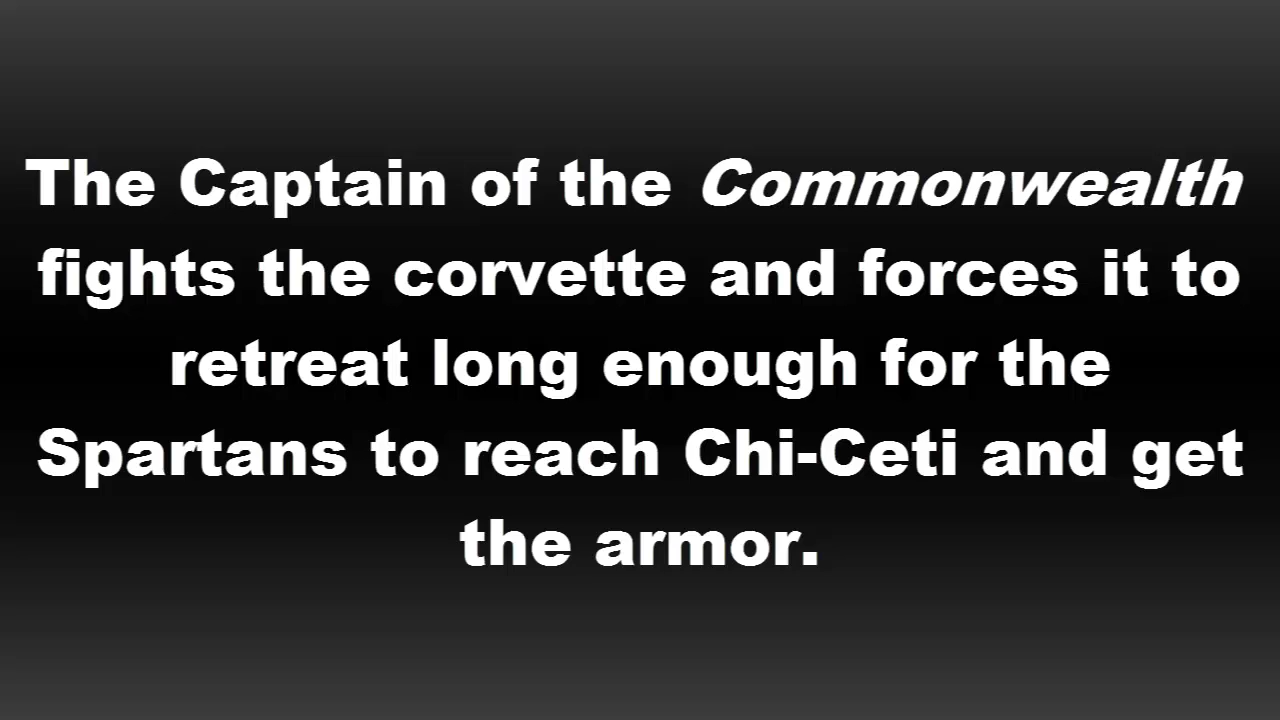 The Captain of the Commonwealth
fights the corvette and forces it to
retreat long enough for the
Spartans to reach Chi-Ceti and get
the armor.